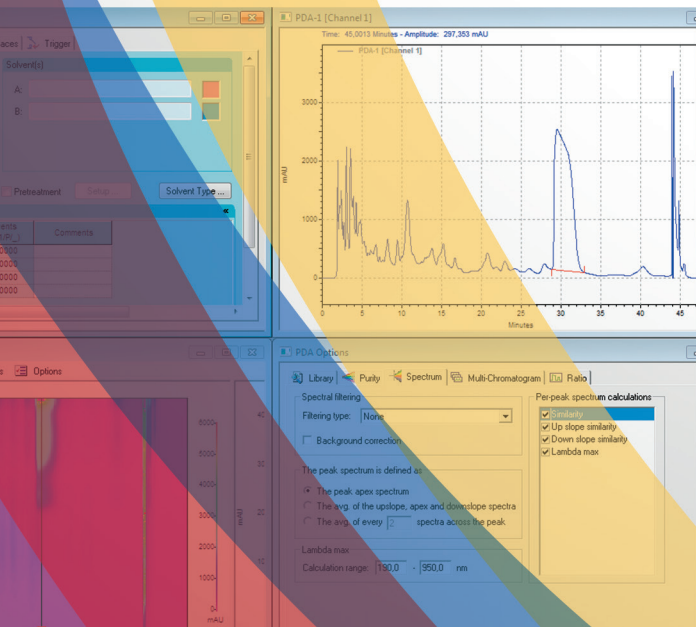 aces Trigger
Solvent(s)
A:
B:
Pretreatment Setup ... Solvent Type ...
Comments
0000
0000
0000
0000
PDA-1 [Channel 1]
Time: 45,0013 Minutes - Amplitude: 297,353 mAU
PDA-1 [Channel 1]
mAU
3000
2000
1000
0
0 5 10 15 20 25 30 35 40 45
Minutes
s Options
6000
5000
4000
3000
2000
1000
0
mAU
mAU
40
30
20
10
PDA Options
Library Purity Spectrum Multi-Chromatogram Ratio
Spectral filtering
Filtering type: None
Background correction
The peak spectrum is defined as
The peak apex spectrum
The avg. of the upslope, apex and downslope spectra
The avg. of every 2 spectra across the peak
Lambda max
Calculation range: 190,0 - 950,0 nm
Per-peak spectrum calculations
Similarity
Up slope similarity
Down slope similarity
Lambda max